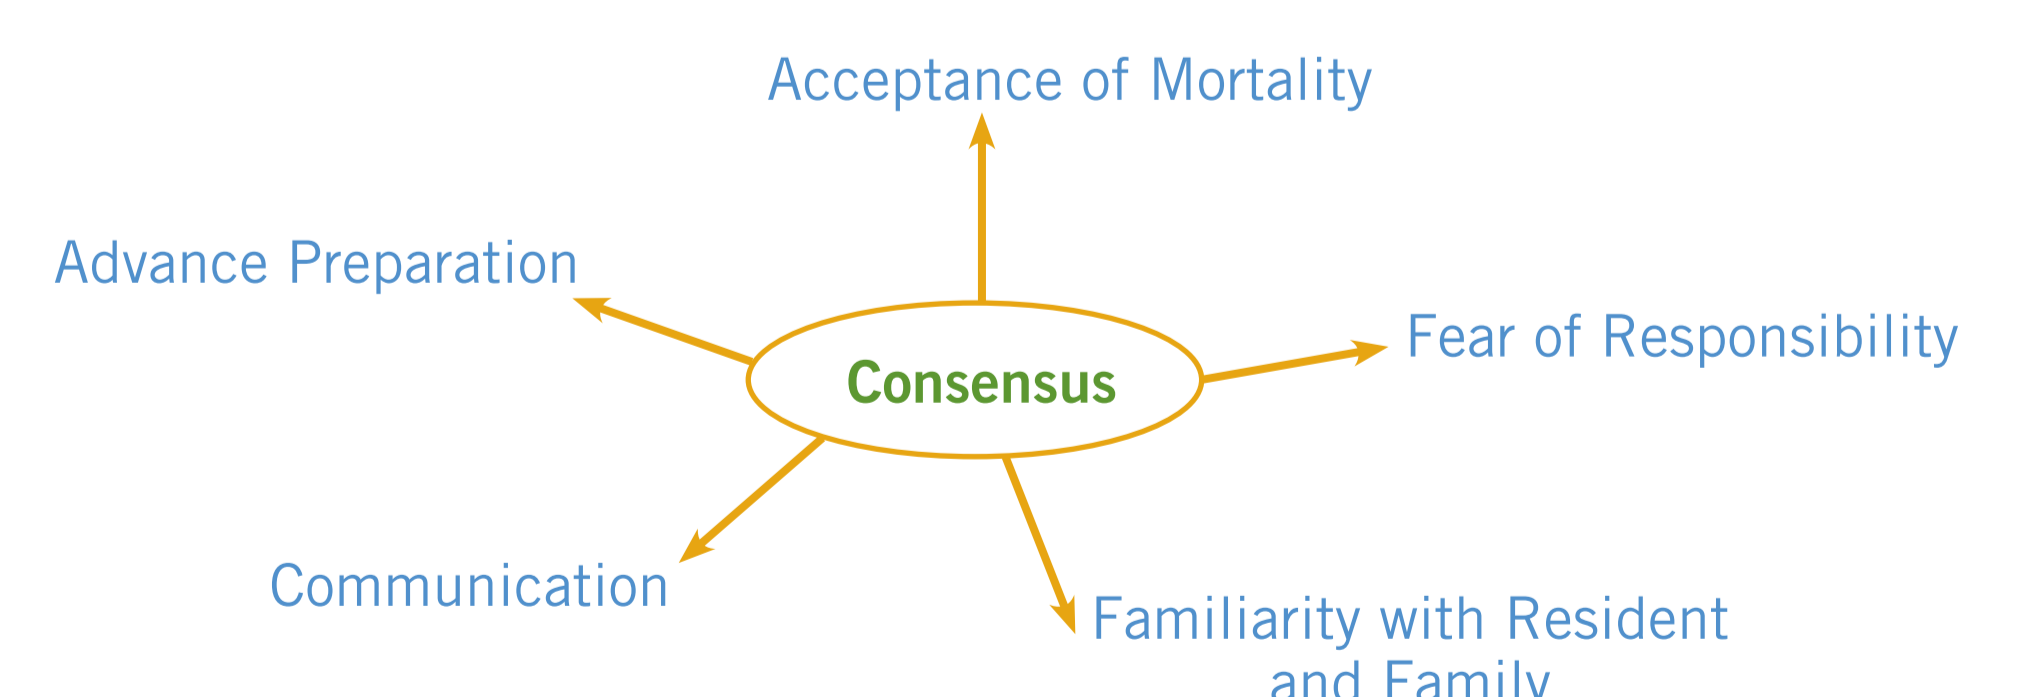 Acceptance of Mortality
Advance Preparation
Fear of Responsibility
Consensus
Communication
Familiarity with Resident
and Family